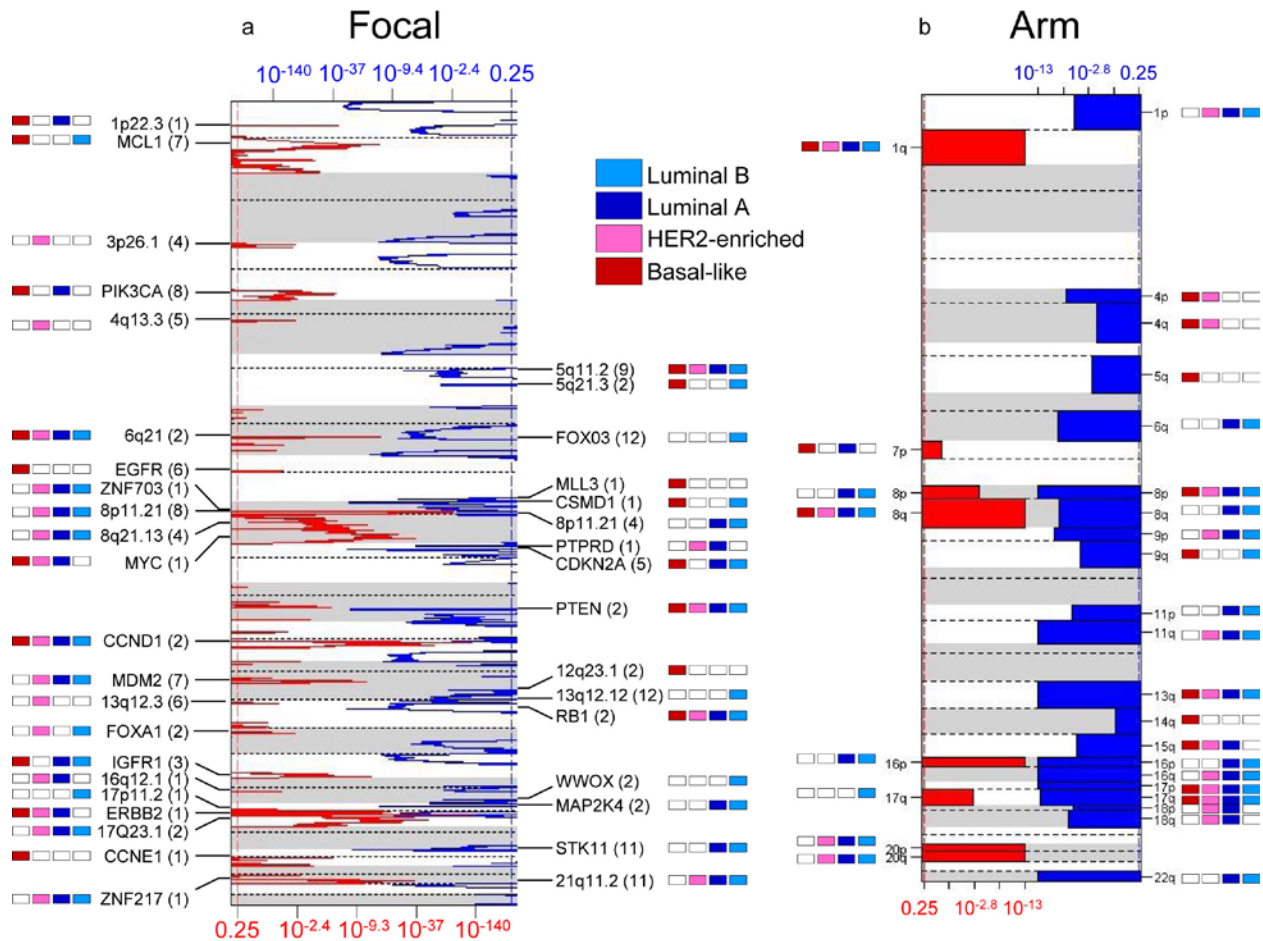 a Focal
10-140 10-37 10-9.4 10-2.4 0.25
1p22.3 (1)
MCL1 (7)
3p26.1 (4)
PIK3CA (8)
4q13.3 (5)
6q21 (2)
EGFR (6)
ZNF703 (1)
8p11.21 (8)
8q21.13 (4)
MYC (1)
CCND1 (2)
MDM2 (7)
13q12.3 (6)
FOXA1 (2)
IGFR1 (3)
16q12.1 (1)
17p11.2 (1)
ERBB2 (1)
17Q23.1 (2)
CCNE1 (1)
ZNF217 (1)
5q11.2 (9)
5q21.3 (2)
FOX03 (12)
MLL3 (1)
CSMD1 (1)
8p11.21 (4)
PTPRD (1)
CDKN2A (5)
PTEN (2)
12q23.1 (2)
13q12.12 (12)
RB1 (2)
WWOX (2)
MAP2K4 (2)
STK11 (11)
21q11.2 (11)
0.25 10-2.4 10-9.3 10-37 10-140
Luminal B
Luminal A
HER2-enriched
Basal-like
b Arm
10-13 10-2.8 0.25
1q
7p
8p
8q
16p
17q
20p
20q
1p
4p
4q
5q
6q
8p
8q
9p
9q
11p
11q
13q
14q
15q
16p
16q
17p
17q
18p
18q
22q
0.25 10-2.8 10-13